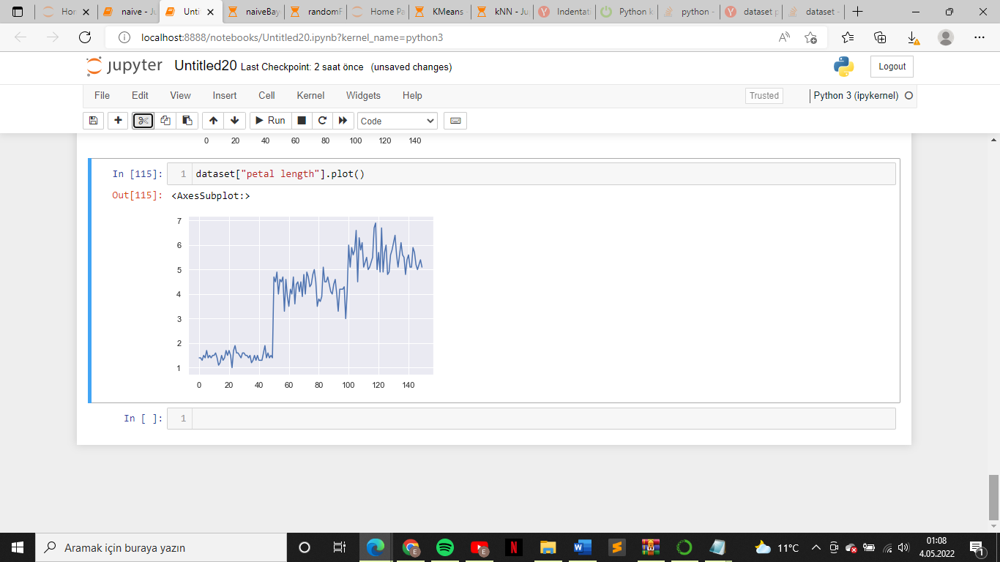 Hor naive - Ju Unti naiveBay randomF Home Pa KMeans - kNN - Ju Indentati Python k python - dataset p dataset -
localhost:8888/notebooks/Untitled20.ipynb?kernel_name=python3
jupyter Untitled20 Last Checkpoint: 2 saat önce (unsaved changes) Logout
File Edit View Insert Cell Kernel Widgets Help Trusted Python 3 (ipykernel)
Run Code
0 20 40 60 80 100 120 140
In [115]: 1 dataset["petal length"].plot()
Out[115]: <AxesSubplot:>
7
6
5
4
3
2
1
0 20 40 60 80 100 120 140
In [ ]: 1
Aramak için buraya yazın 11°C 01:08
4.05.2022 1